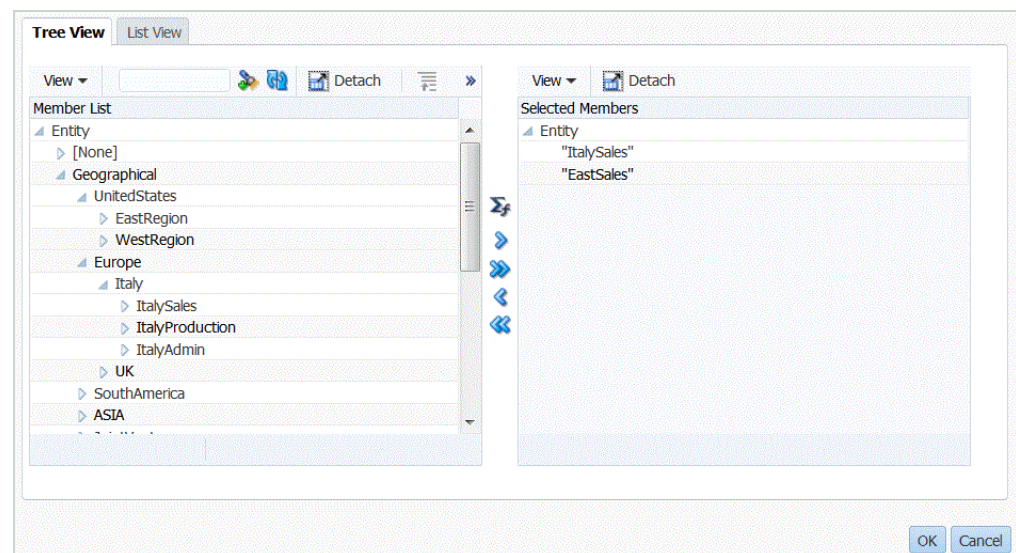 Tree View List View
View Detach
Member List
Entity
[None]
Geographical
UnitedStates
EastRegion
WestRegion
Europe
Italy
ItalySales
ItalyProduction
ItalyAdmin
UK
SouthAmerica
ASIA
View Detach
Selected Members
Entity
"ItalySales"
"EastSales"
OK Cancel